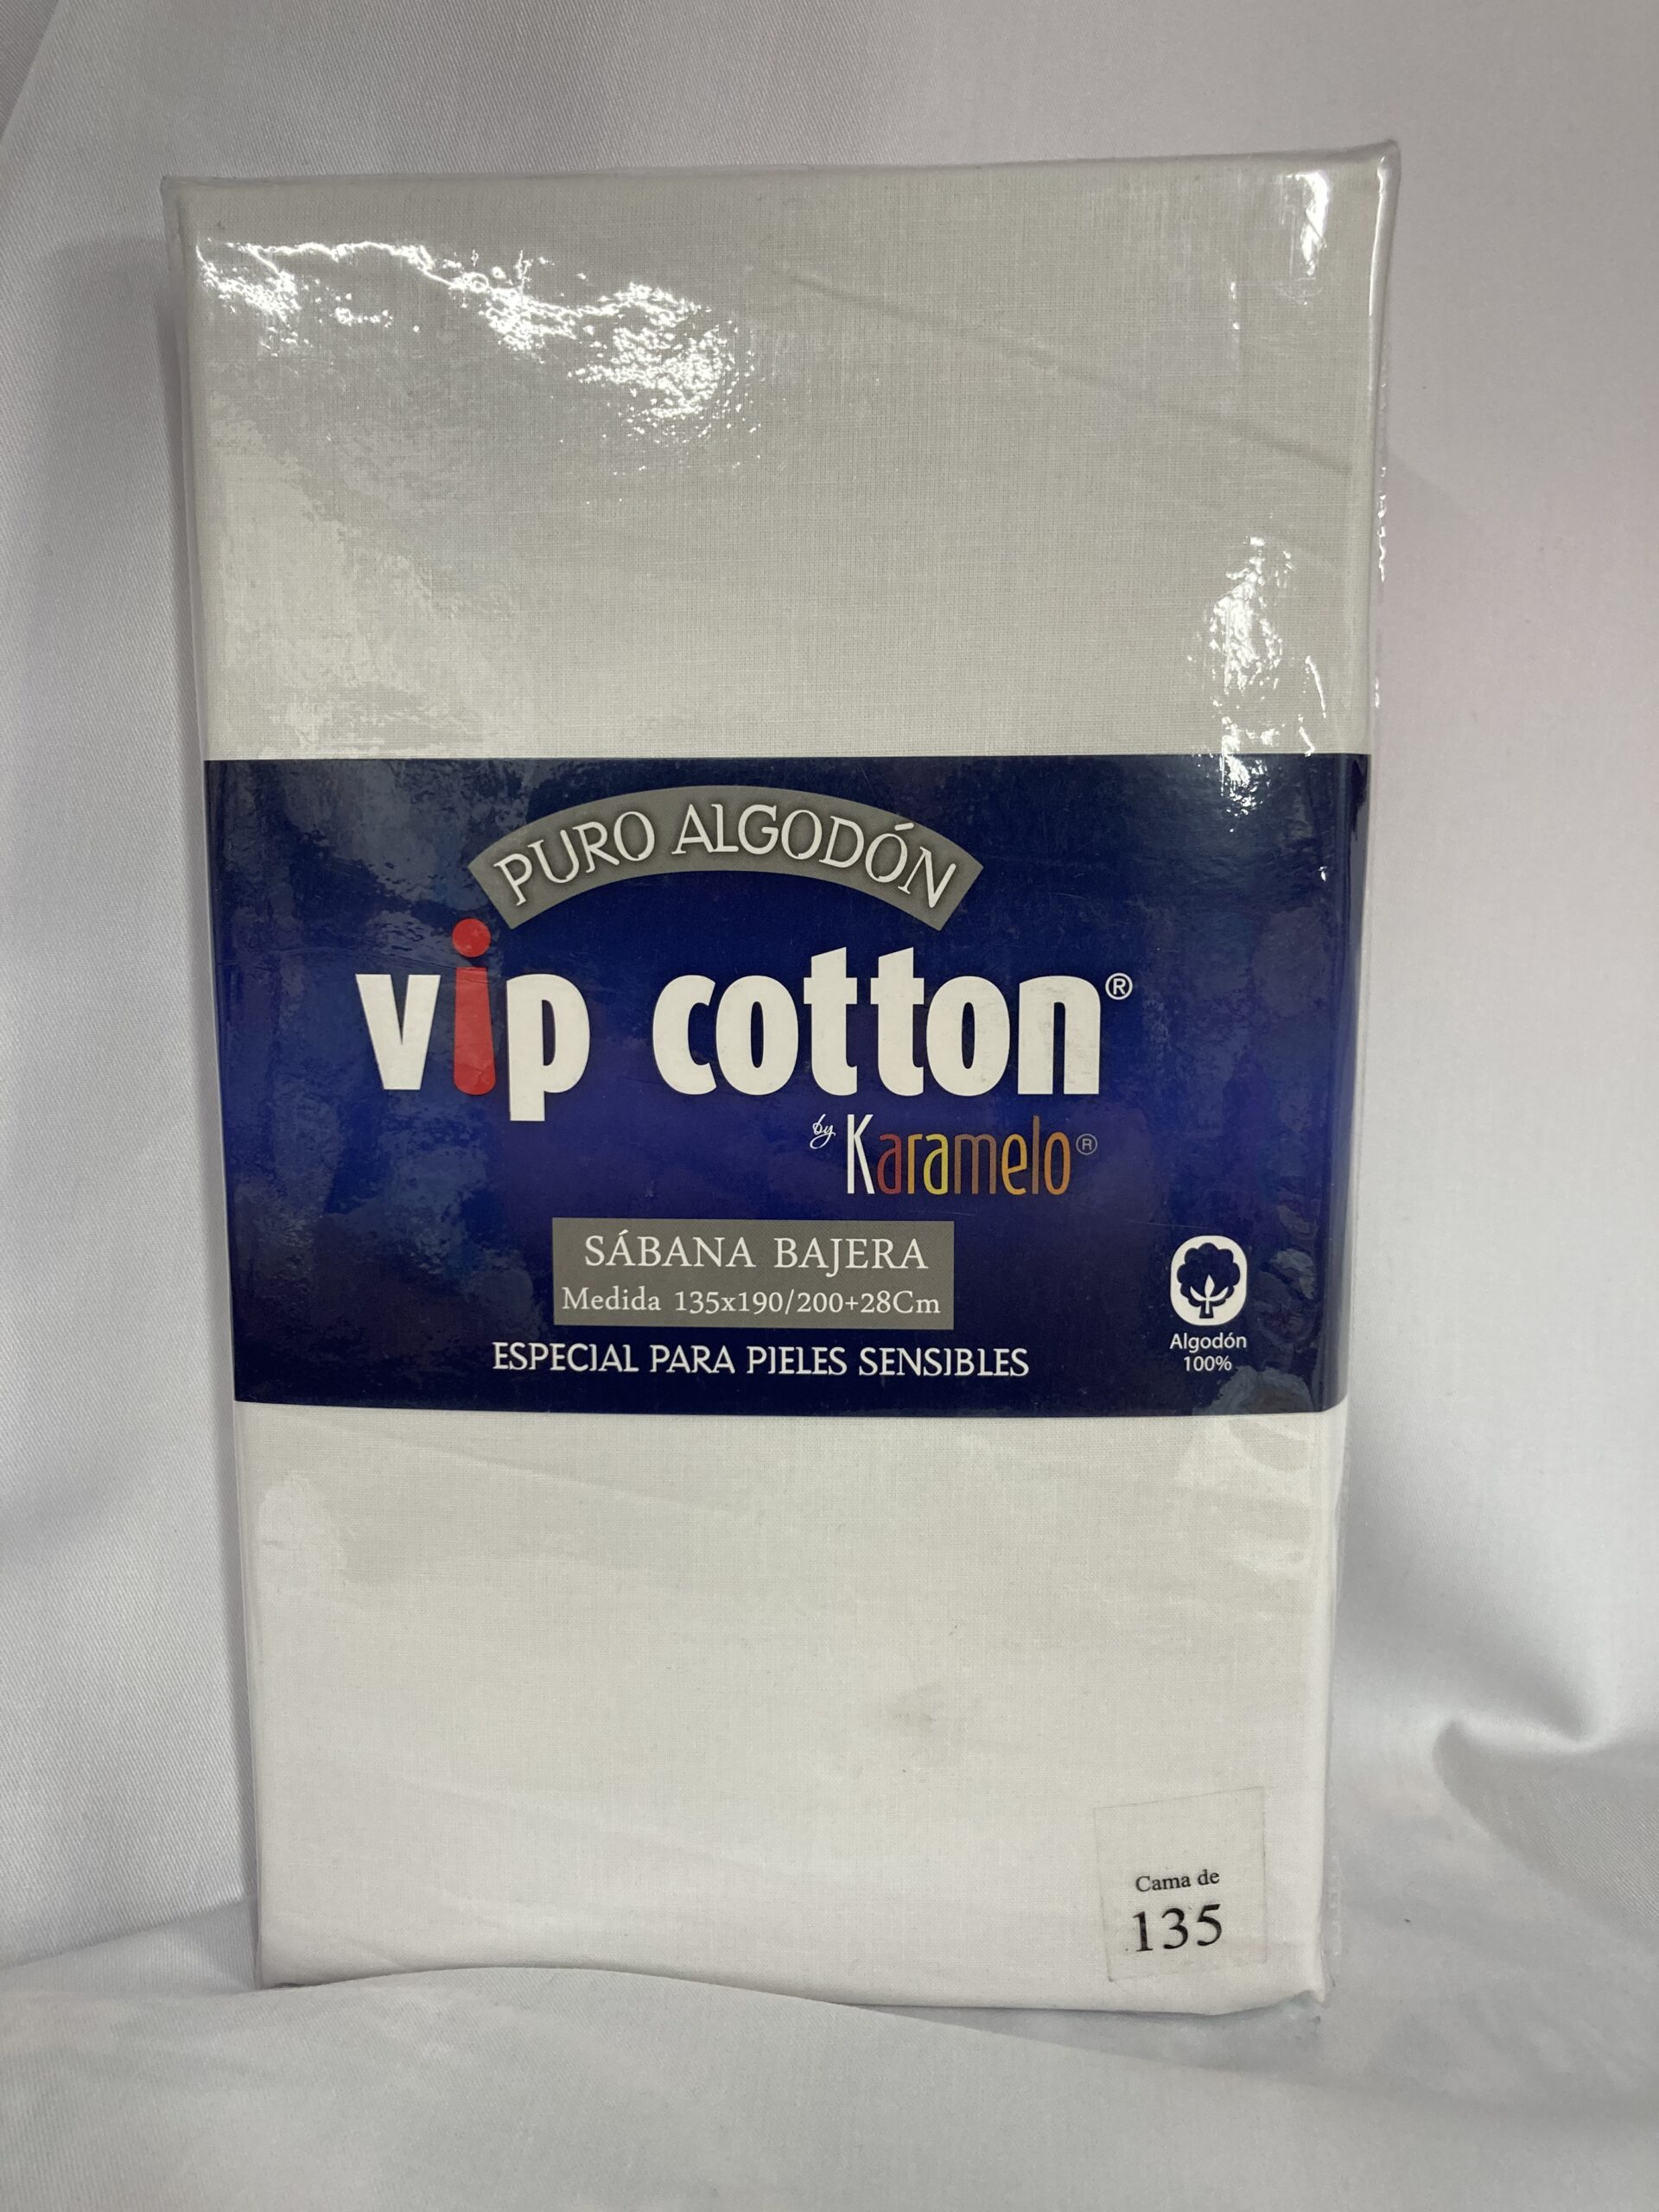 PURO ALGODÓN
vip cotton®
by Karamelo®
SÁBANA BAJERA
Medida 135x190/200+28Cm
ESPECIAL PARA PIELES SENSIBLES
Algodón
100%
Cama de
135